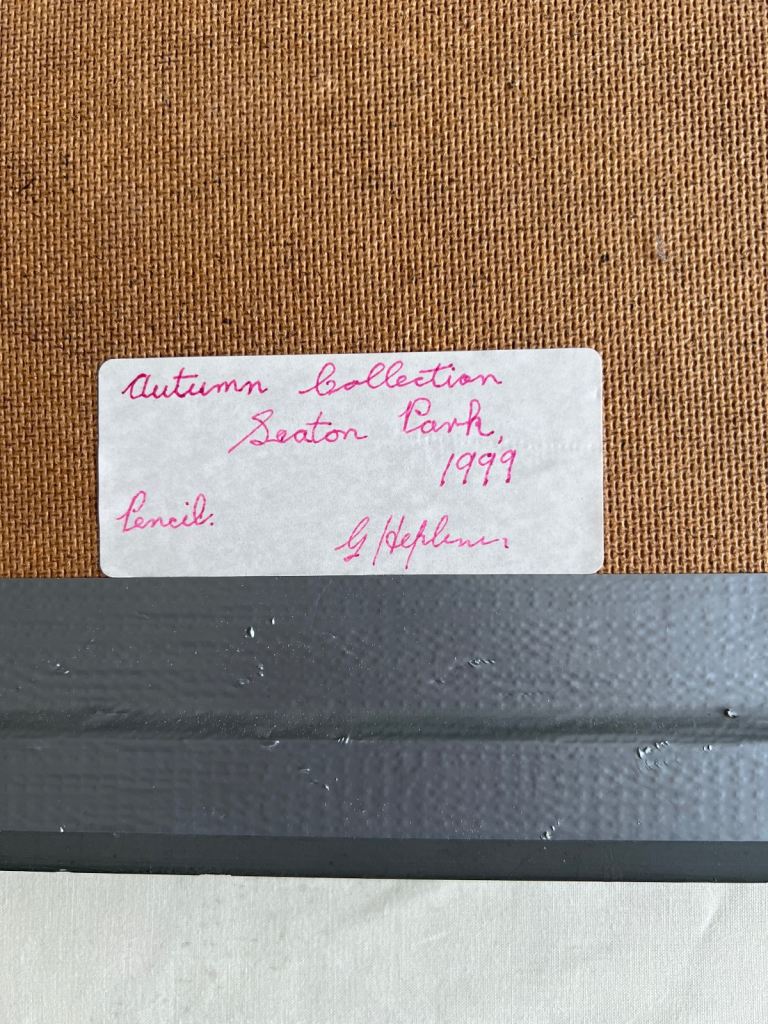 Autumn Collection
Seaton Park,
1999
Pencil.
G